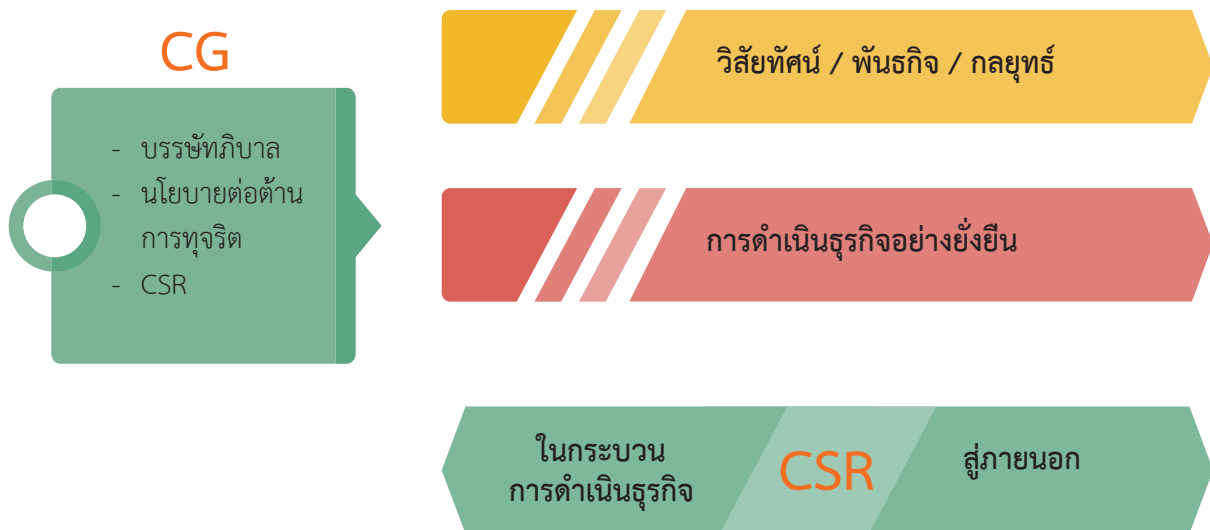 CG
- บรรษัทภิบาล
- นโยบายต่อต้าน
การทุจริต
- CSR
วิสัยทัศน์ / พันธกิจ / กลยุทธ์
การดำเนินธุรกิจอย่างยั่งยืน
ในกระบวน
การดำเนินธุรกิจ
CSR
สู่ภายนอก